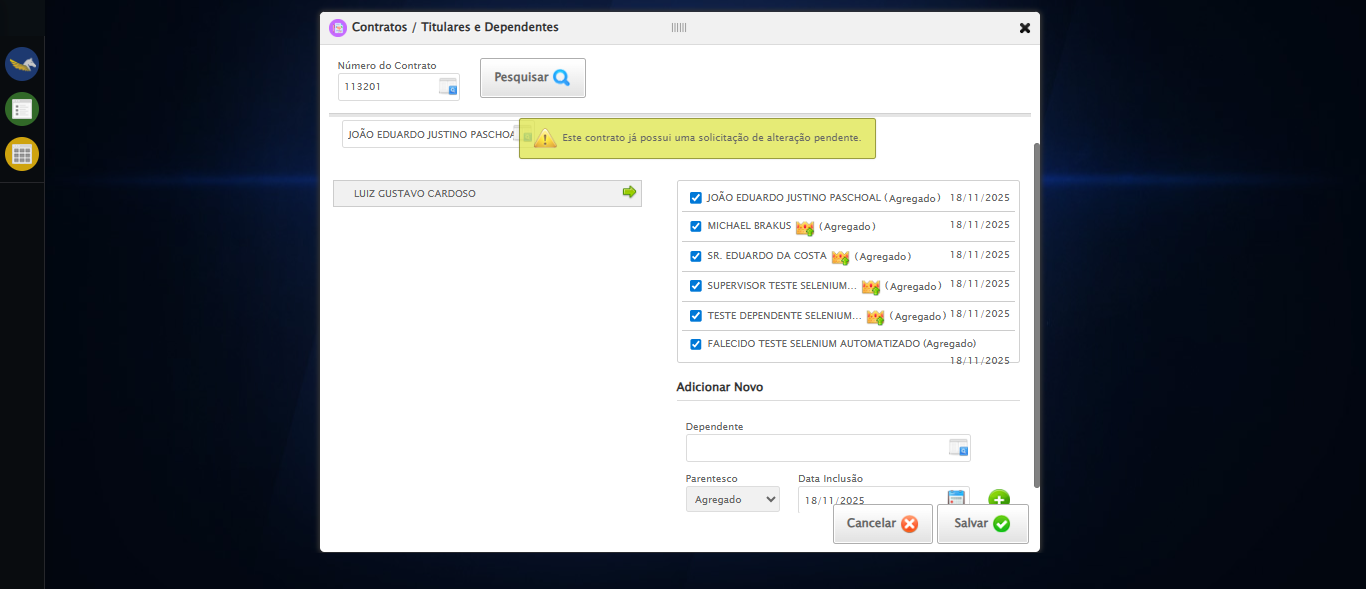 Contratos / Titulares e Dependentes
Número do Contrato
113201
Pesquisar
JOÃO EDUARDO JUSTINO PASCHOA
Este contrato já possui uma solicitação de alteração pendente.
LUIZ GUSTAVO CARDOSO
JOÃO EDUARDO JUSTINO PASCHOAL (Agregado) 18/11/2025
MICHAEL BRAKUS (Agregado) 18/11/2025
SR. EDUARDO DA COSTA (Agregado) 18/11/2025
SUPERVISOR TESTE SELENIUM... (Agregado) 18/11/2025
TESTE DEPENDENTE SELENIUM... (Agregado) 18/11/2025
FALECIDO TESTE SELENIUM AUTOMATIZADO (Agregado)
18/11/2025
Adicionar Novo
Dependente
Parentesco Data Inclusão
Agregado 18/11/2025
Cancelar Salvar